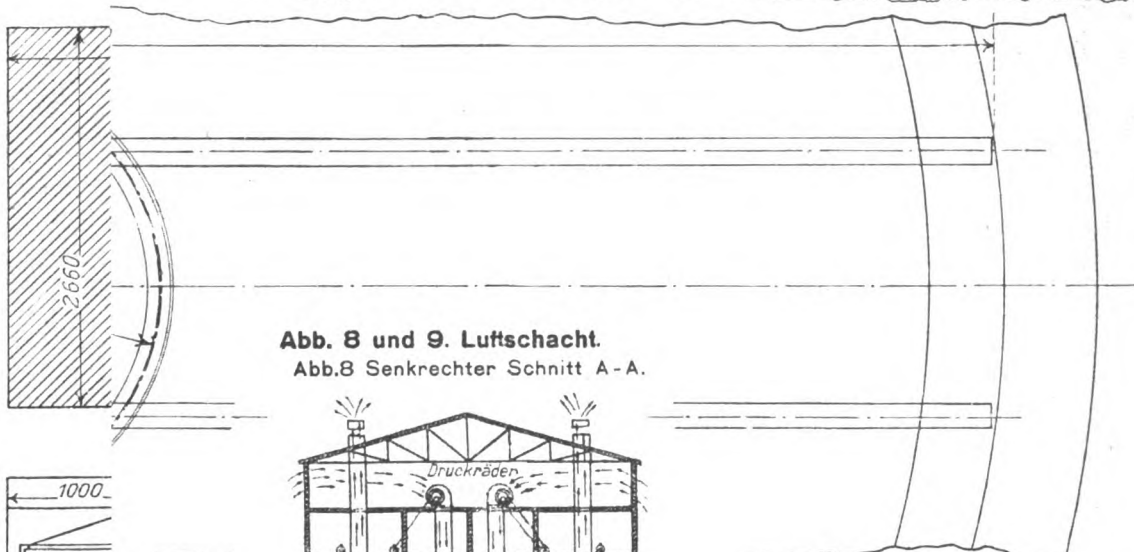 2660
Abb. 8 und 9. Luftschacht.
Abb.8 Senkrechter Schnitt A-A.
Druckräder
1000